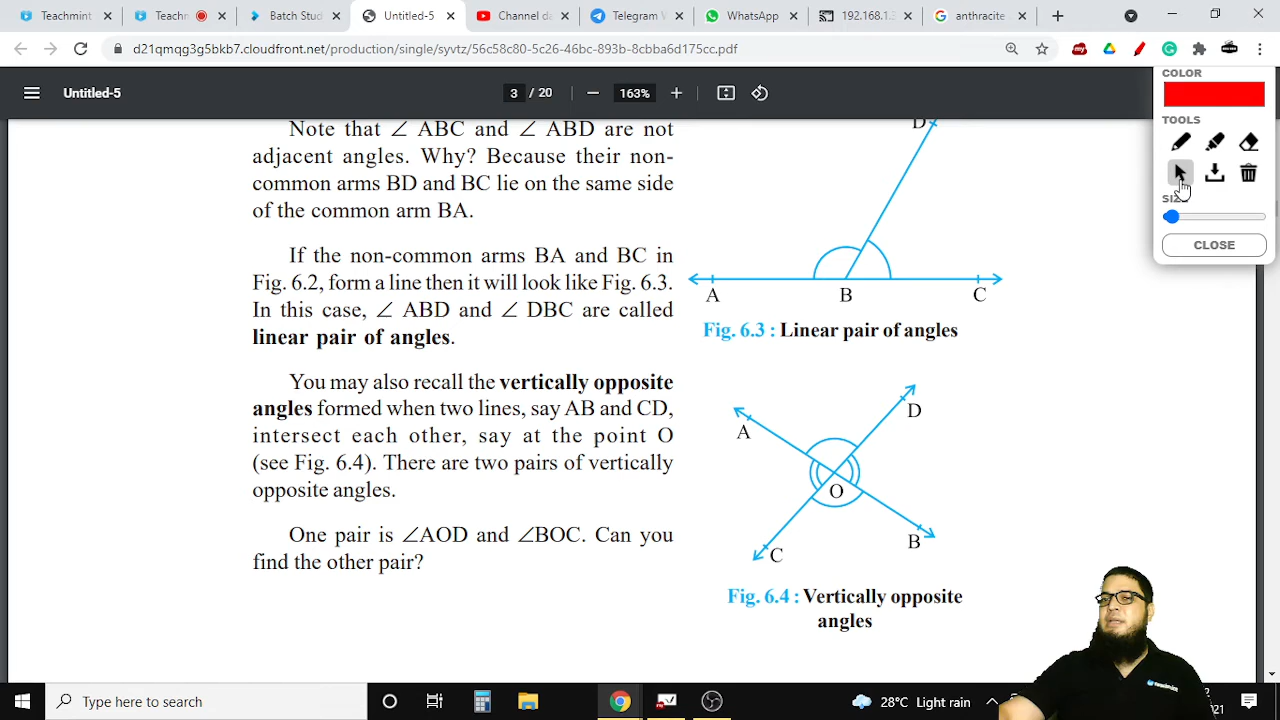 Teachmint
Teachm
Batch Stud
Untitled-5
Channel da
Telegram
WhatsApp
192.168.1.
anthracite
d21qmqg3g5bkb7.cloudfront.net/production/single/syvtz/56c58c80-5c26-46bc-893b-8cbba6d175cc.pdf
Untitled-5
3 / 20
163%
COLOR
TOOLS
CLOSE
Note that ∠ ABC and ∠ ABD are not
adjacent angles. Why? Because their non-
common arms BD and BC lie on the same side
of the common arm BA.
If the non-common arms BA and BC in
Fig. 6.2, form a line then it will look like Fig. 6.3.
In this case, ∠ ABD and ∠ DBC are called
linear pair of angles.
You may also recall the vertically opposite
angles formed when two lines, say AB and CD,
intersect each other, say at the point O
(see Fig. 6.4). There are two pairs of vertically
opposite angles.
One pair is ∠AOD and ∠BOC. Can you
find the other pair?
D
A B C
Fig. 6.3 : Linear pair of angles
D
A
O
B
C
Fig. 6.4 : Vertically opposite
angles
teachmint
Type here to search
28°C Light rain